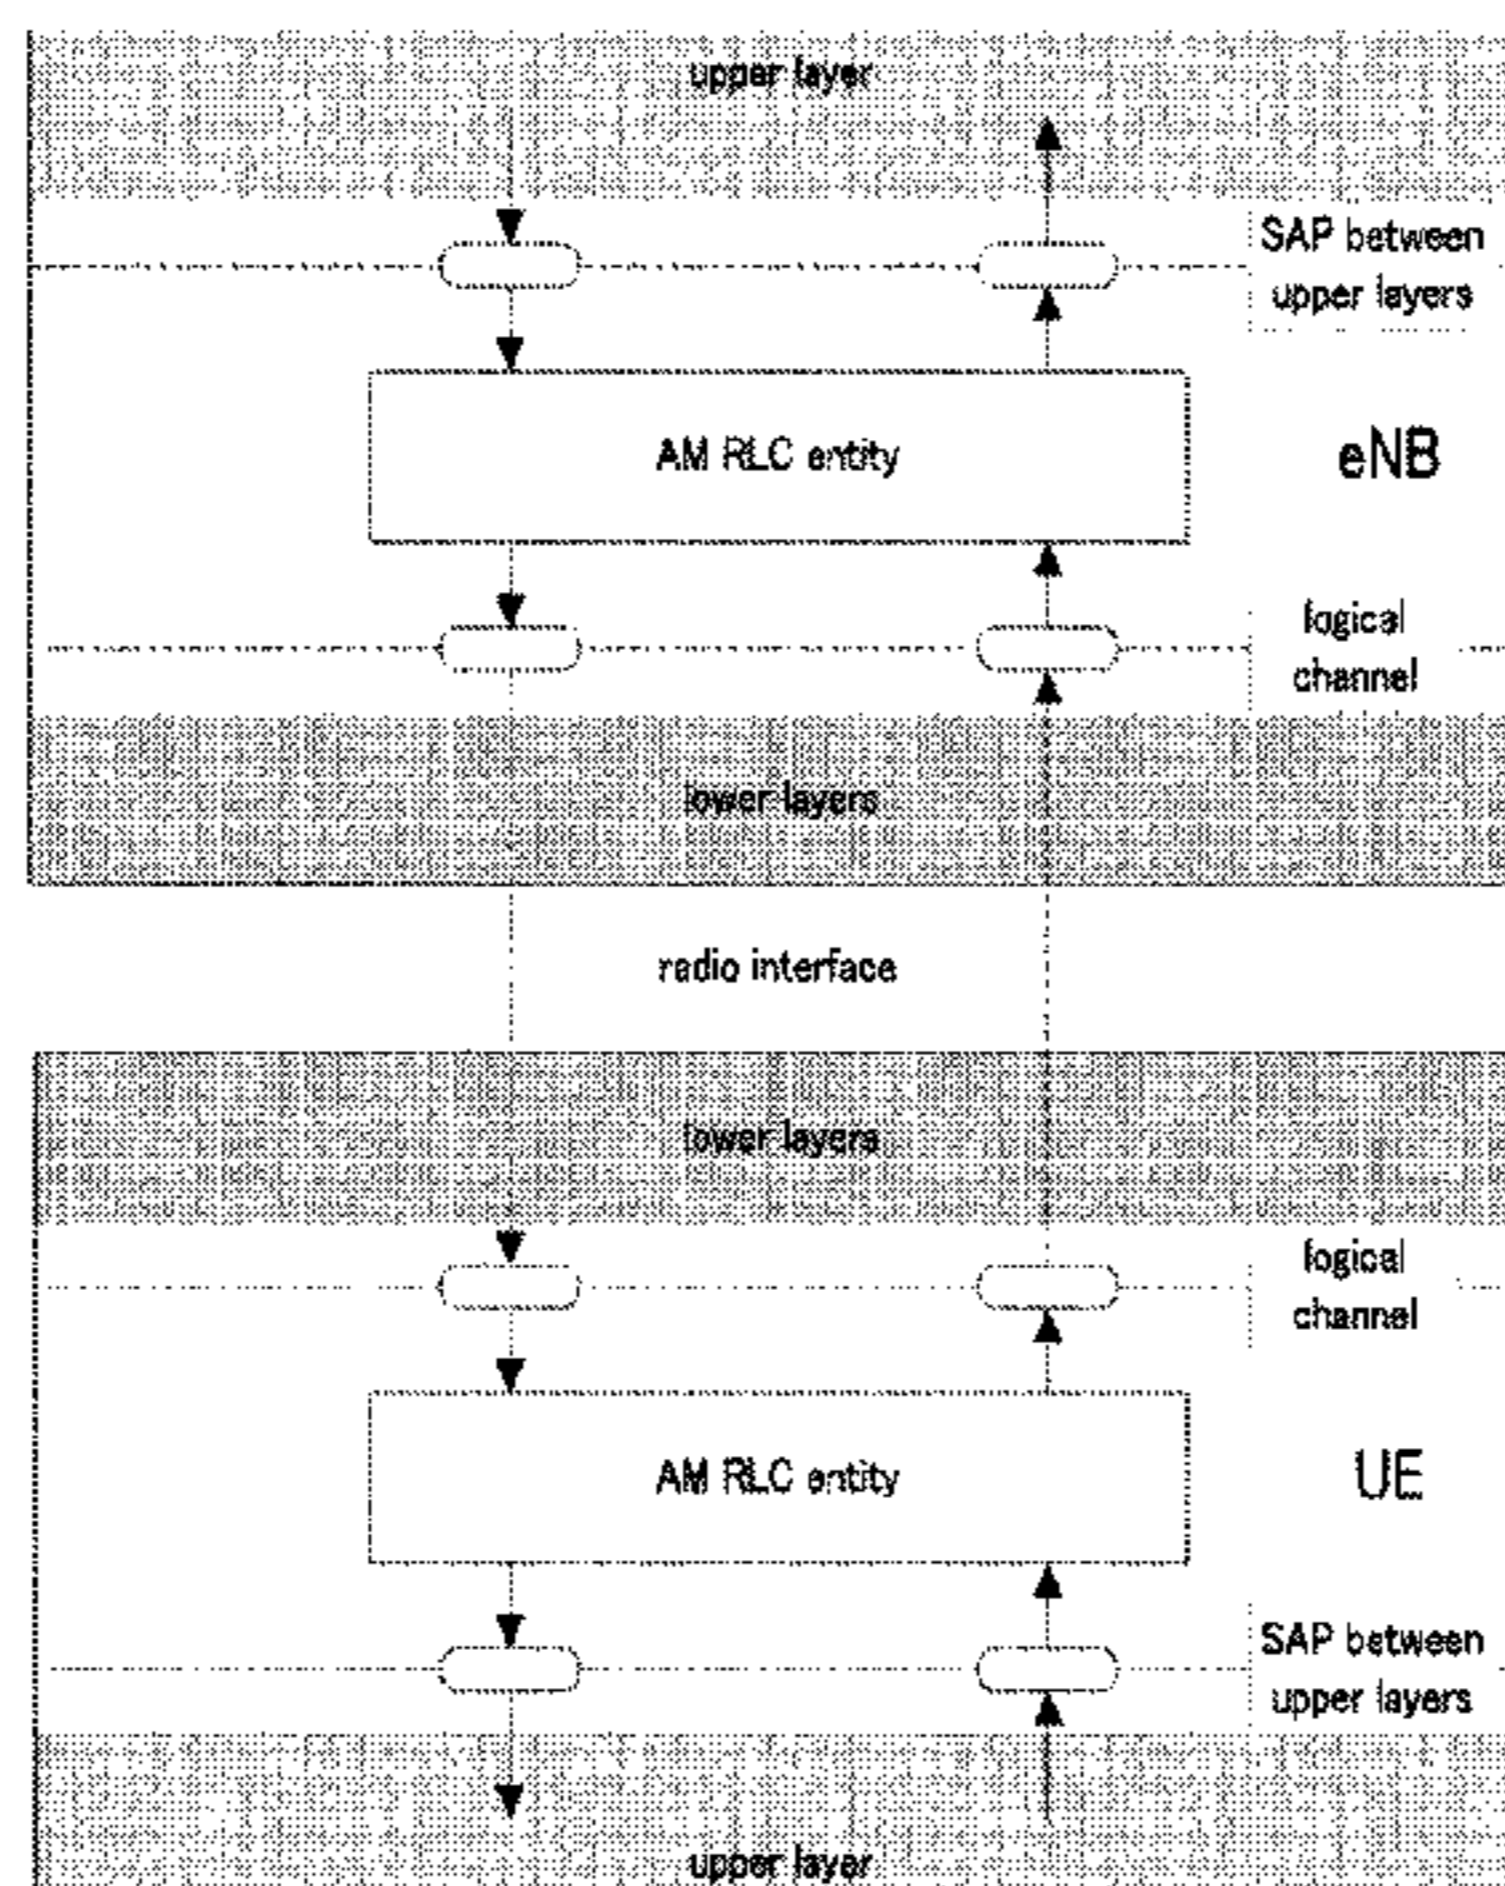 upper layer
SAP between
upper layers
AM RLC entity
eNB
logical
channel
lower layers
radio interface
lower layers
logical
channel
AM RLC entity
UE
SAP between
upper layers
upper layer